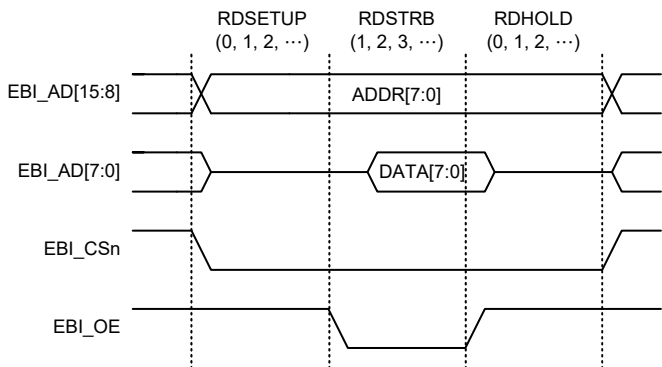 RDSETUP RDSTRB RDHOLD
(0, 1, 2, ⋯) (1, 2, 3, ⋯) (0, 1, 2, ⋯)
EBI_AD[15:8] ADDR[7:0]
EBI_AD[7:0] DATA[7:0]
EBI_CSn
EBI_OE